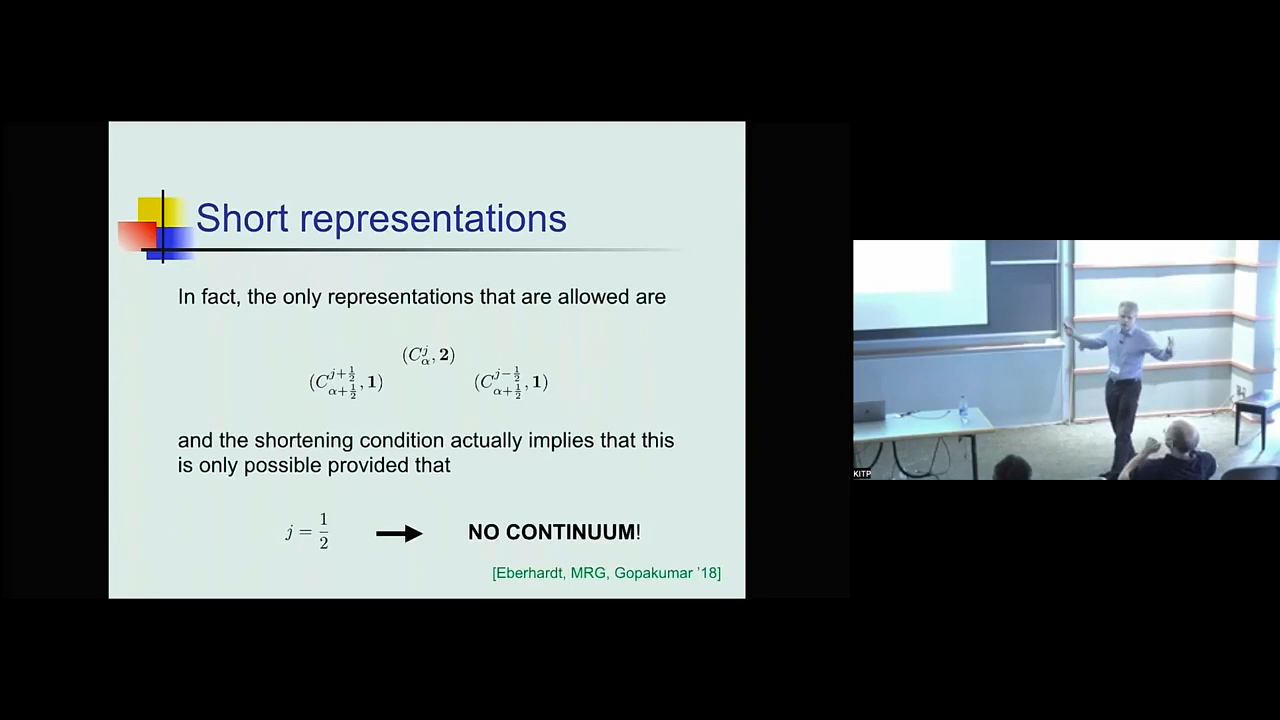 Short representations
In fact, the only representations that are allowed are
$(C^{j}_{\alpha}, \mathbf{2})$
$(C^{j+\frac{1}{2}}_{\alpha+\frac{1}{2}}, \mathbf{1})$ $(C^{j-\frac{1}{2}}_{\alpha+\frac{1}{2}}, \mathbf{1})$
and the shortening condition actually implies that this
is only possible provided that
$j = \frac{1}{2}$ → NO CONTINUUM!
[Eberhardt, MRG, Gopakumar '18]
KITP